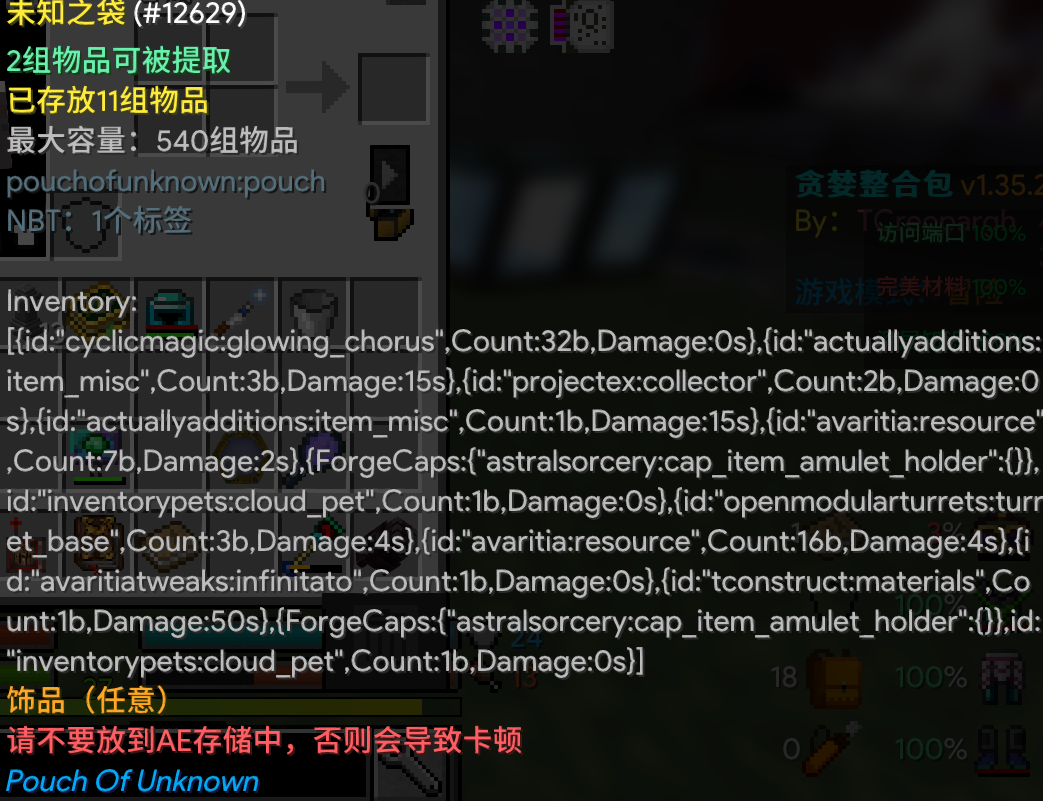 未知之袋 (#12629)
2组物品可被提取
已存放11组物品
最大容量：540组物品
pouchofunknown:pouch
NBT：1个标签
0
贪婪整合包 v1.35.2
By： TGreepargh
访问端口 100%
完美材料 100%
Inventory:
[{id:"cyclicmagic:glowing_chorus",Count:32b,Damage:0s},{id:"actuallyadditions:
item_misc",Count:3b,Damage:15s},{id:"projectex:collector",Count:2b,Damage:0
s},{id:"actuallyadditions:item_misc",Count:1b,Damage:15s},{id:"avaritia:resource"
,Count:7b,Damage:2s},{ForgeCaps:{"astralsorcery:cap_item_amulet_holder":{}},
id:"inventorypets:cloud_pet",Count:1b,Damage:0s},{id:"openmodularturrets:turr
et_base",Count:3b,Damage:4s},{id:"avaritia:resource",Count:16b,Damage:4s},{i
d:"avaritiatweaks:infinitato",Count:1b,Damage:0s},{id:"tconstruct:materials",Co
unt:1b,Damage:50s},{ForgeCaps:{"astralsorcery:cap_item_amulet_holder":{}},id:
"inventorypets:cloud_pet",Count:1b,Damage:0s}]
100%
24
13
18 100%
27
饰品（任意）
请不要放到AE存储中，否则会导致卡顿
0 100%
Pouch Of Unknown